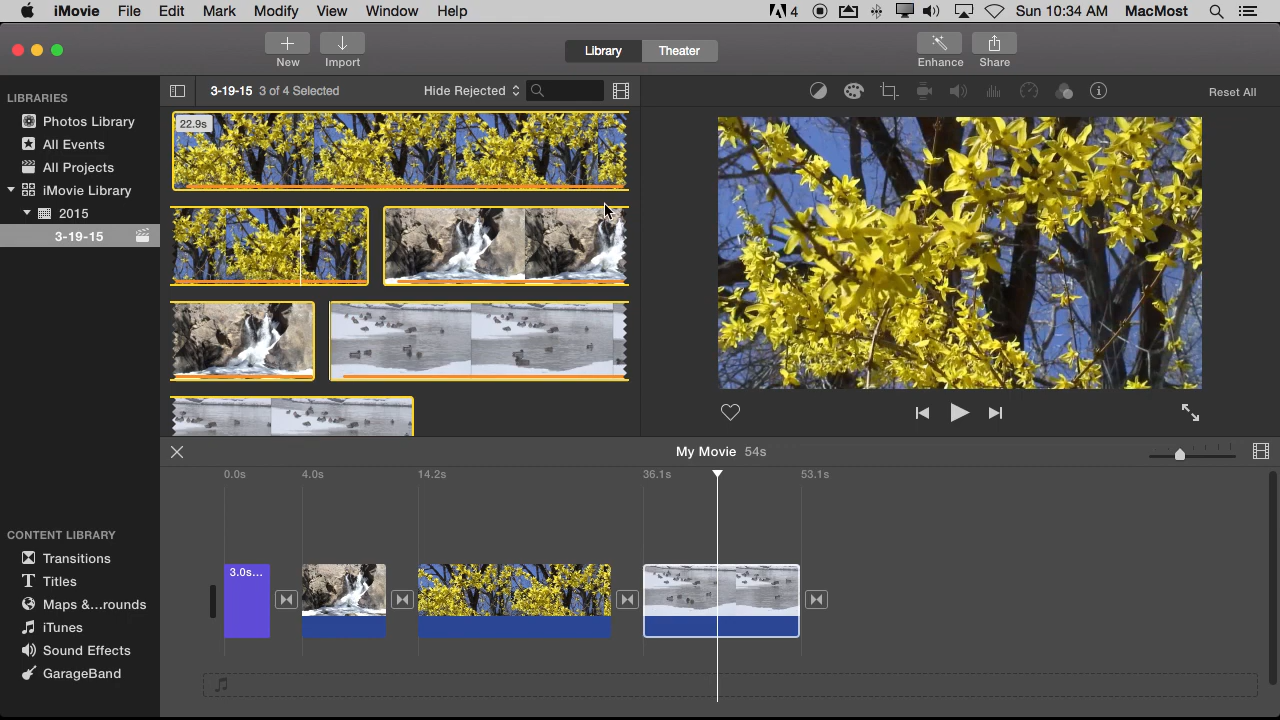 iMovie File Edit Mark Modify View Window Help 4 Sun 10:34 AM MacMost
Library Theater
New Import Enhance Share
LIBRARIES
Photos Library
All Events
All Projects
iMovie Library
2015
3-19-15
3-19-15 3 of 4 Selected Hide Rejected Reset All
22.9s
My Movie 54s
0.0s 4.0s 14.2s 36.1s 53.1s
3.0s...
CONTENT LIBRARY
Transitions
Titles
Maps &...rounds
iTunes
Sound Effects
GarageBand